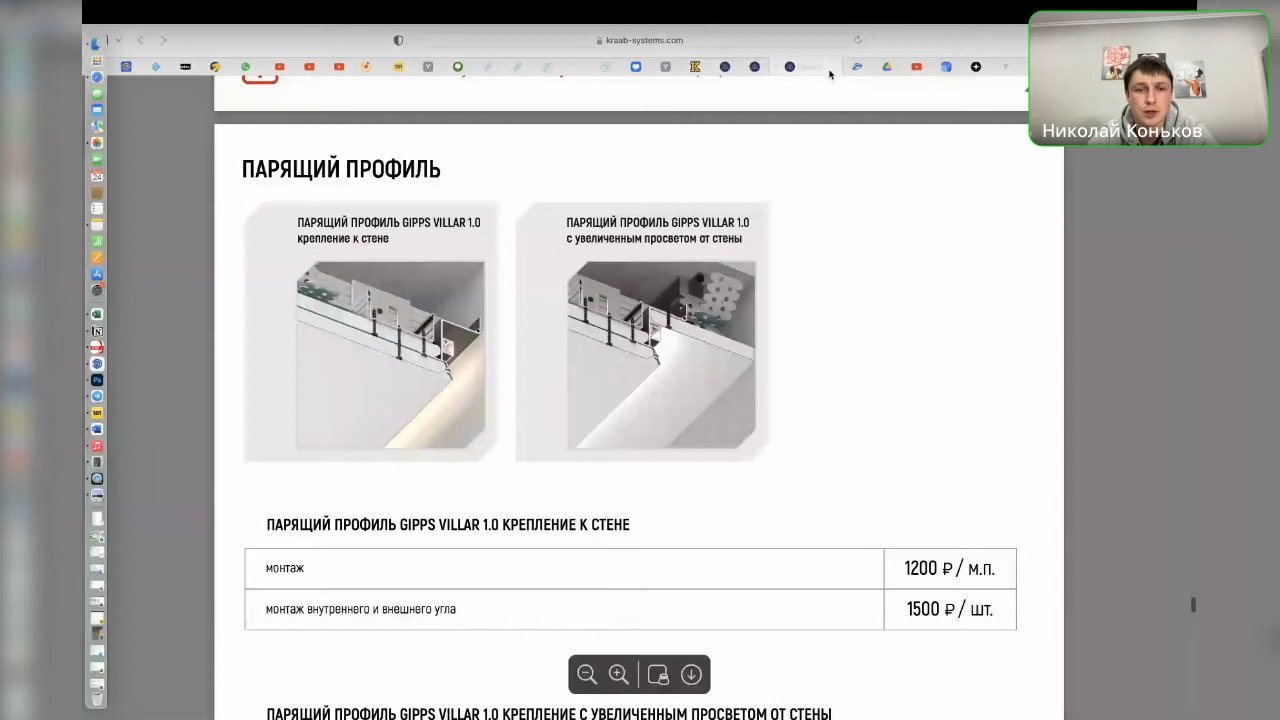 kraab-systems.com
Николай Коньков
ПАРЯЩИЙ ПРОФИЛЬ
ПАРЯЩИЙ ПРОФИЛЬ GIPPS VILLAR 1.0
крепление к стене
ПАРЯЩИЙ ПРОФИЛЬ GIPPS VILLAR 1.0
с увеличенным просветом от стены
ПАРЯЩИЙ ПРОФИЛЬ GIPPS VILLAR 1.0 КРЕПЛЕНИЕ К СТЕНЕ
монтаж
1200 ₽ / м.п.
монтаж внутреннего и внешнего угла
1500 ₽ / шт.
ПАРЯЩИЙ ПРОФИЛЬ GIPPS VILLAR 1.0 КРЕПЛЕНИЕ С УВЕЛИЧЕННЫМ ПРОСВЕТОМ ОТ СТЕНЫ